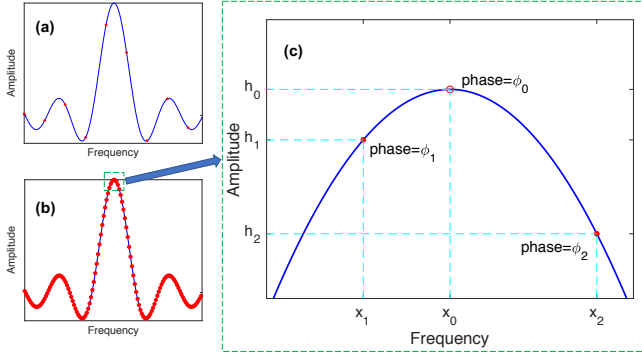 (a)
Amplitude
Frequency
(b)
Amplitude
Frequency
(c)
phase=ϕ₀
h₀
h₁
phase=ϕ₁
Amplitude
h₂
phase=ϕ₂
x₁
x₀
x₂
Frequency